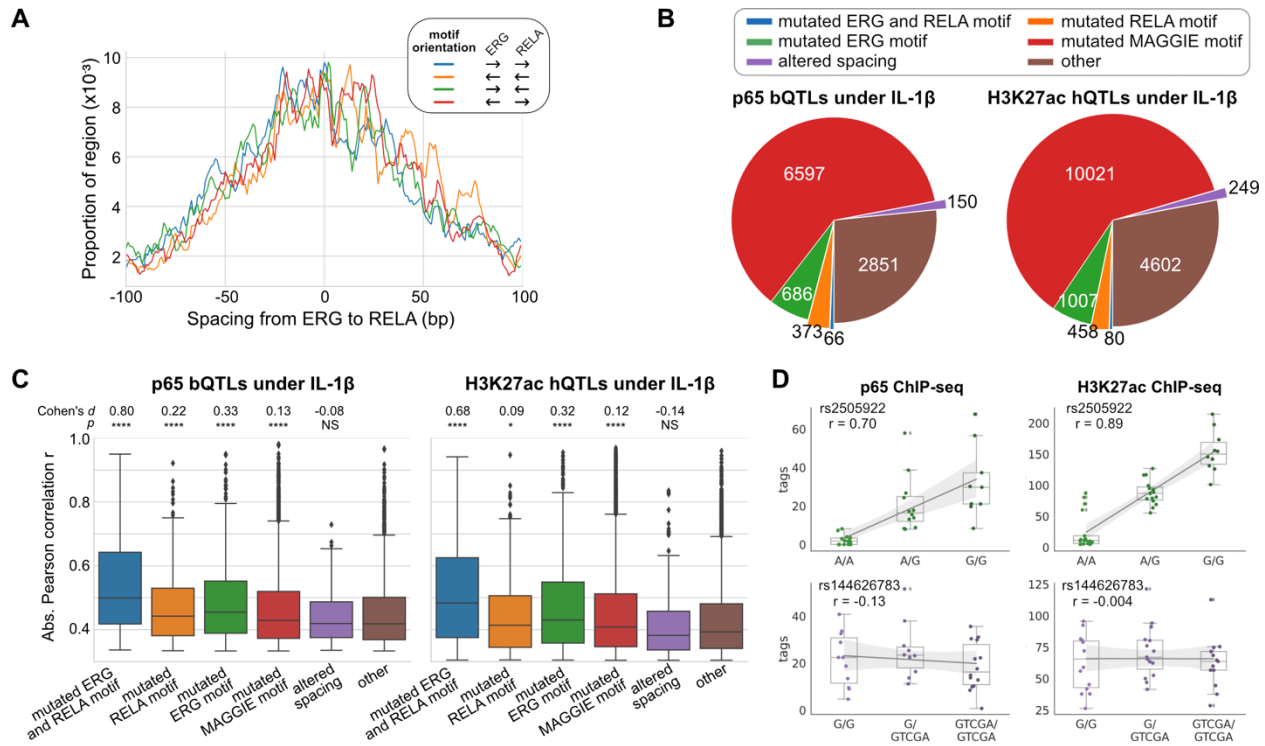 A
motif
orientation
ERG
RELA
→ →
← ←
→ ←
← →
Proportion of region (x10⁻³)
10
8
6
4
2
-100
-50
0
50
100
Spacing from ERG to RELA (bp)
B
mutated ERG and RELA motif
mutated RELA motif
mutated ERG motif
mutated MAGGIE motif
altered spacing
other
p65 bQTLs under IL-1β
H3K27ac hQTLs under IL-1β
6597
150
2851
686
373
66
10021
249
4602
1007
458
80
C
p65 bQTLs under IL-1β
H3K27ac hQTLs under IL-1β
Cohen's d
0.80
0.22
0.33
0.13
-0.08
0.68
0.09
0.32
0.12
-0.14
p
****
****
****
****
NS
****
*
****
****
NS
Abs. Pearson correlation r
1.0
0.8
0.6
0.4
mutated ERG
and RELA motif
mutated
RELA motif
mutated
ERG motif
mutated
MAGGIE motif
altered
spacing
other
mutated ERG
and RELA motif
mutated
RELA motif
mutated
ERG motif
mutated
MAGGIE motif
altered
spacing
other
D
p65 ChIP-seq
H3K27ac ChIP-seq
rs2505922
r = 0.70
tags
60
40
20
0
A/A
A/G
G/G
rs2505922
r = 0.89
200
150
100
50
0
A/A
A/G
G/G
rs144626783
r = -0.13
tags
60
40
20
0
G/G
G/
GTCGA
GTCGA/
GTCGA
rs144626783
r = -0.004
125
100
75
50
25
G/G
G/
GTCGA
GTCGA/
GTCGA